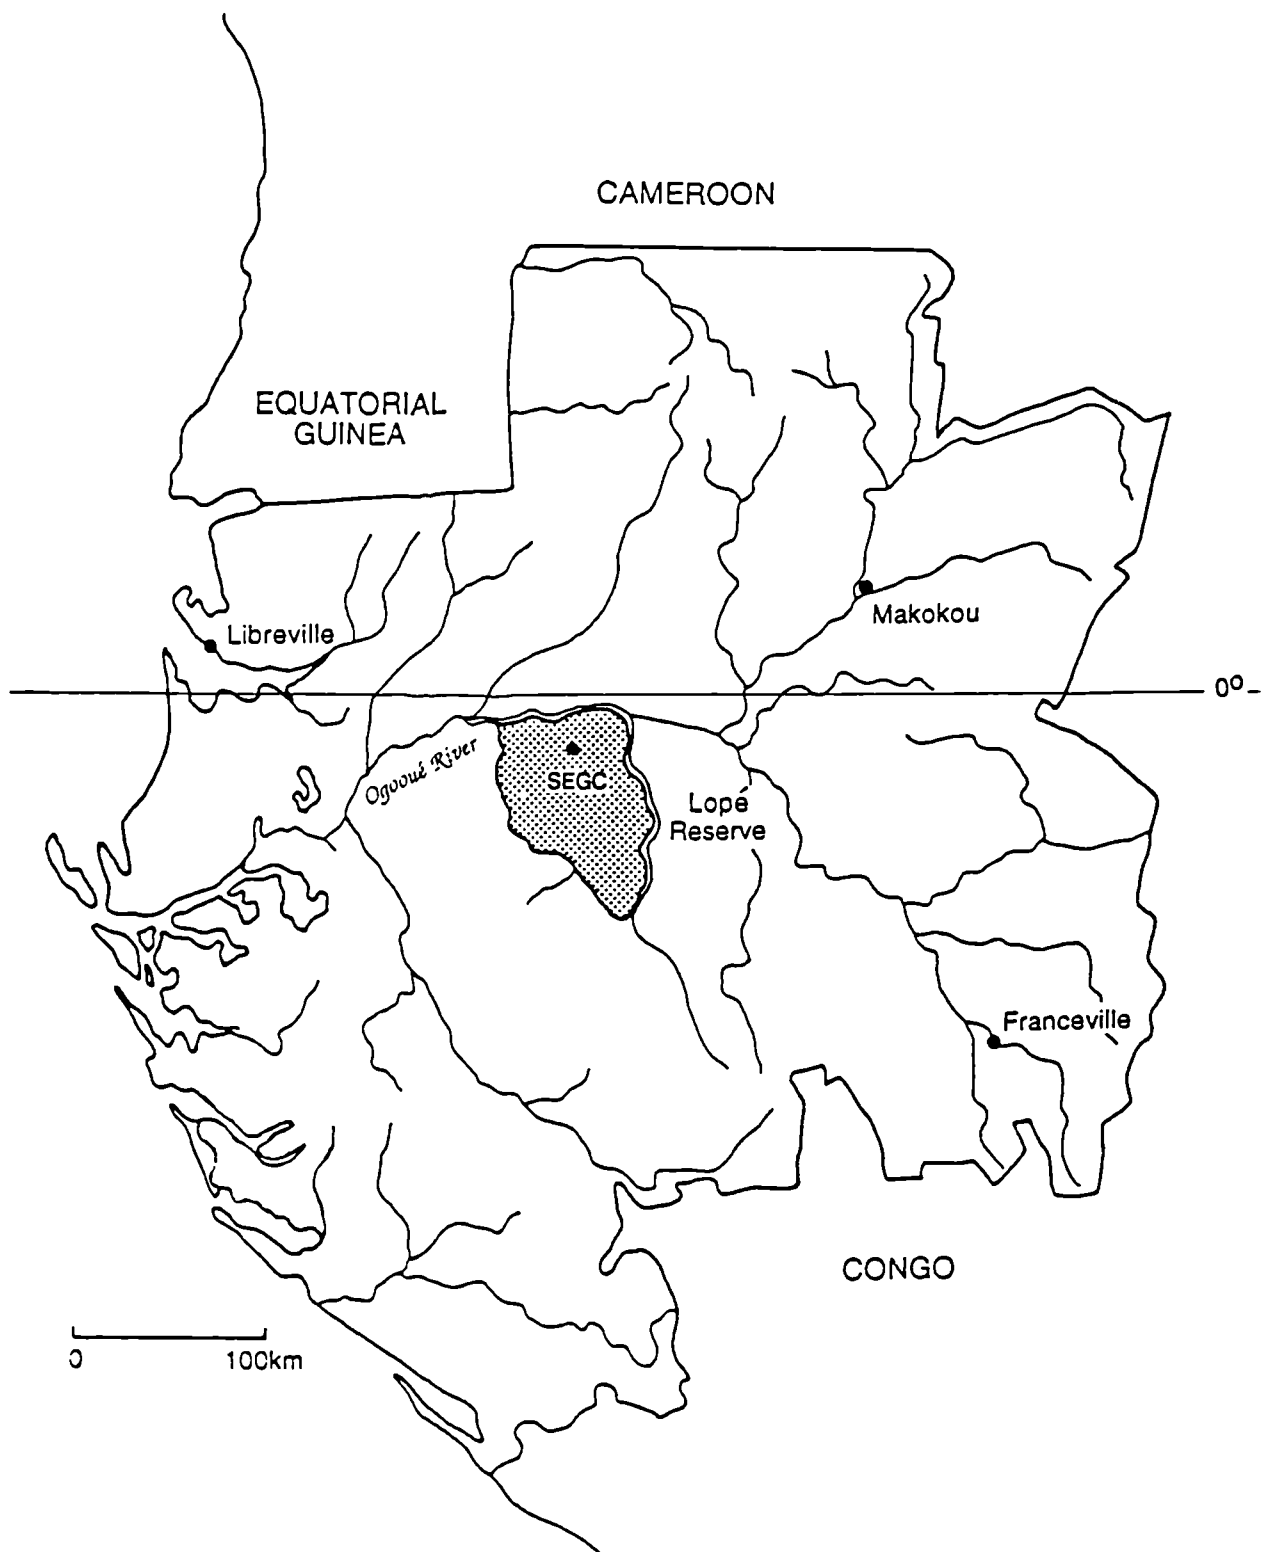 CAMEROON
EQUATORIAL
GUINEA
Makokou
Libreville
0° -
Ogooué River
SEGC
Lopé
Reserve
Franceville
CONGO
0
100km